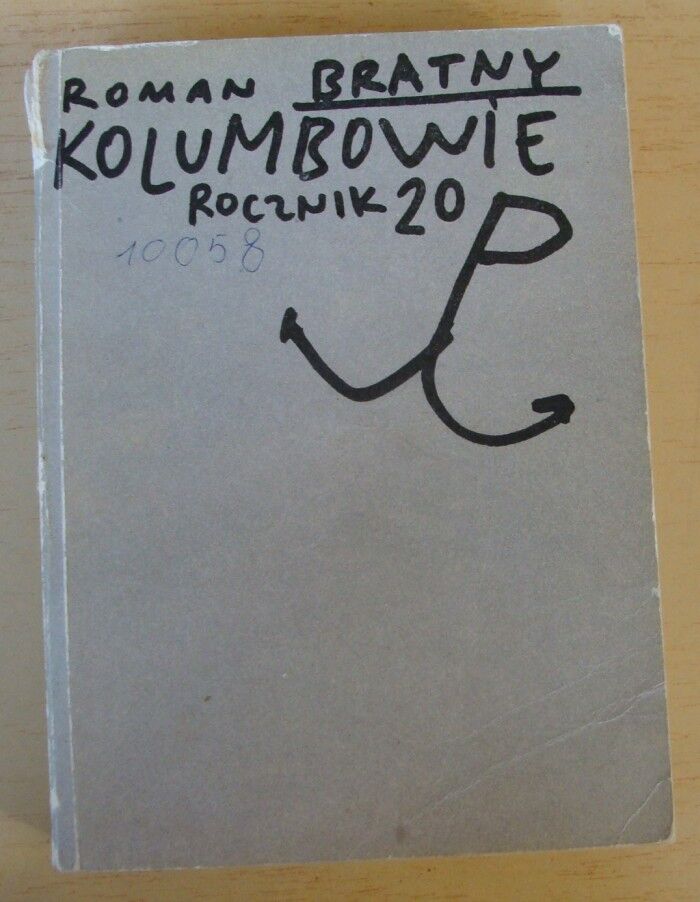 ROMAN BRATNY
KOLUMBOWIE
ROCZNIK 20
10058